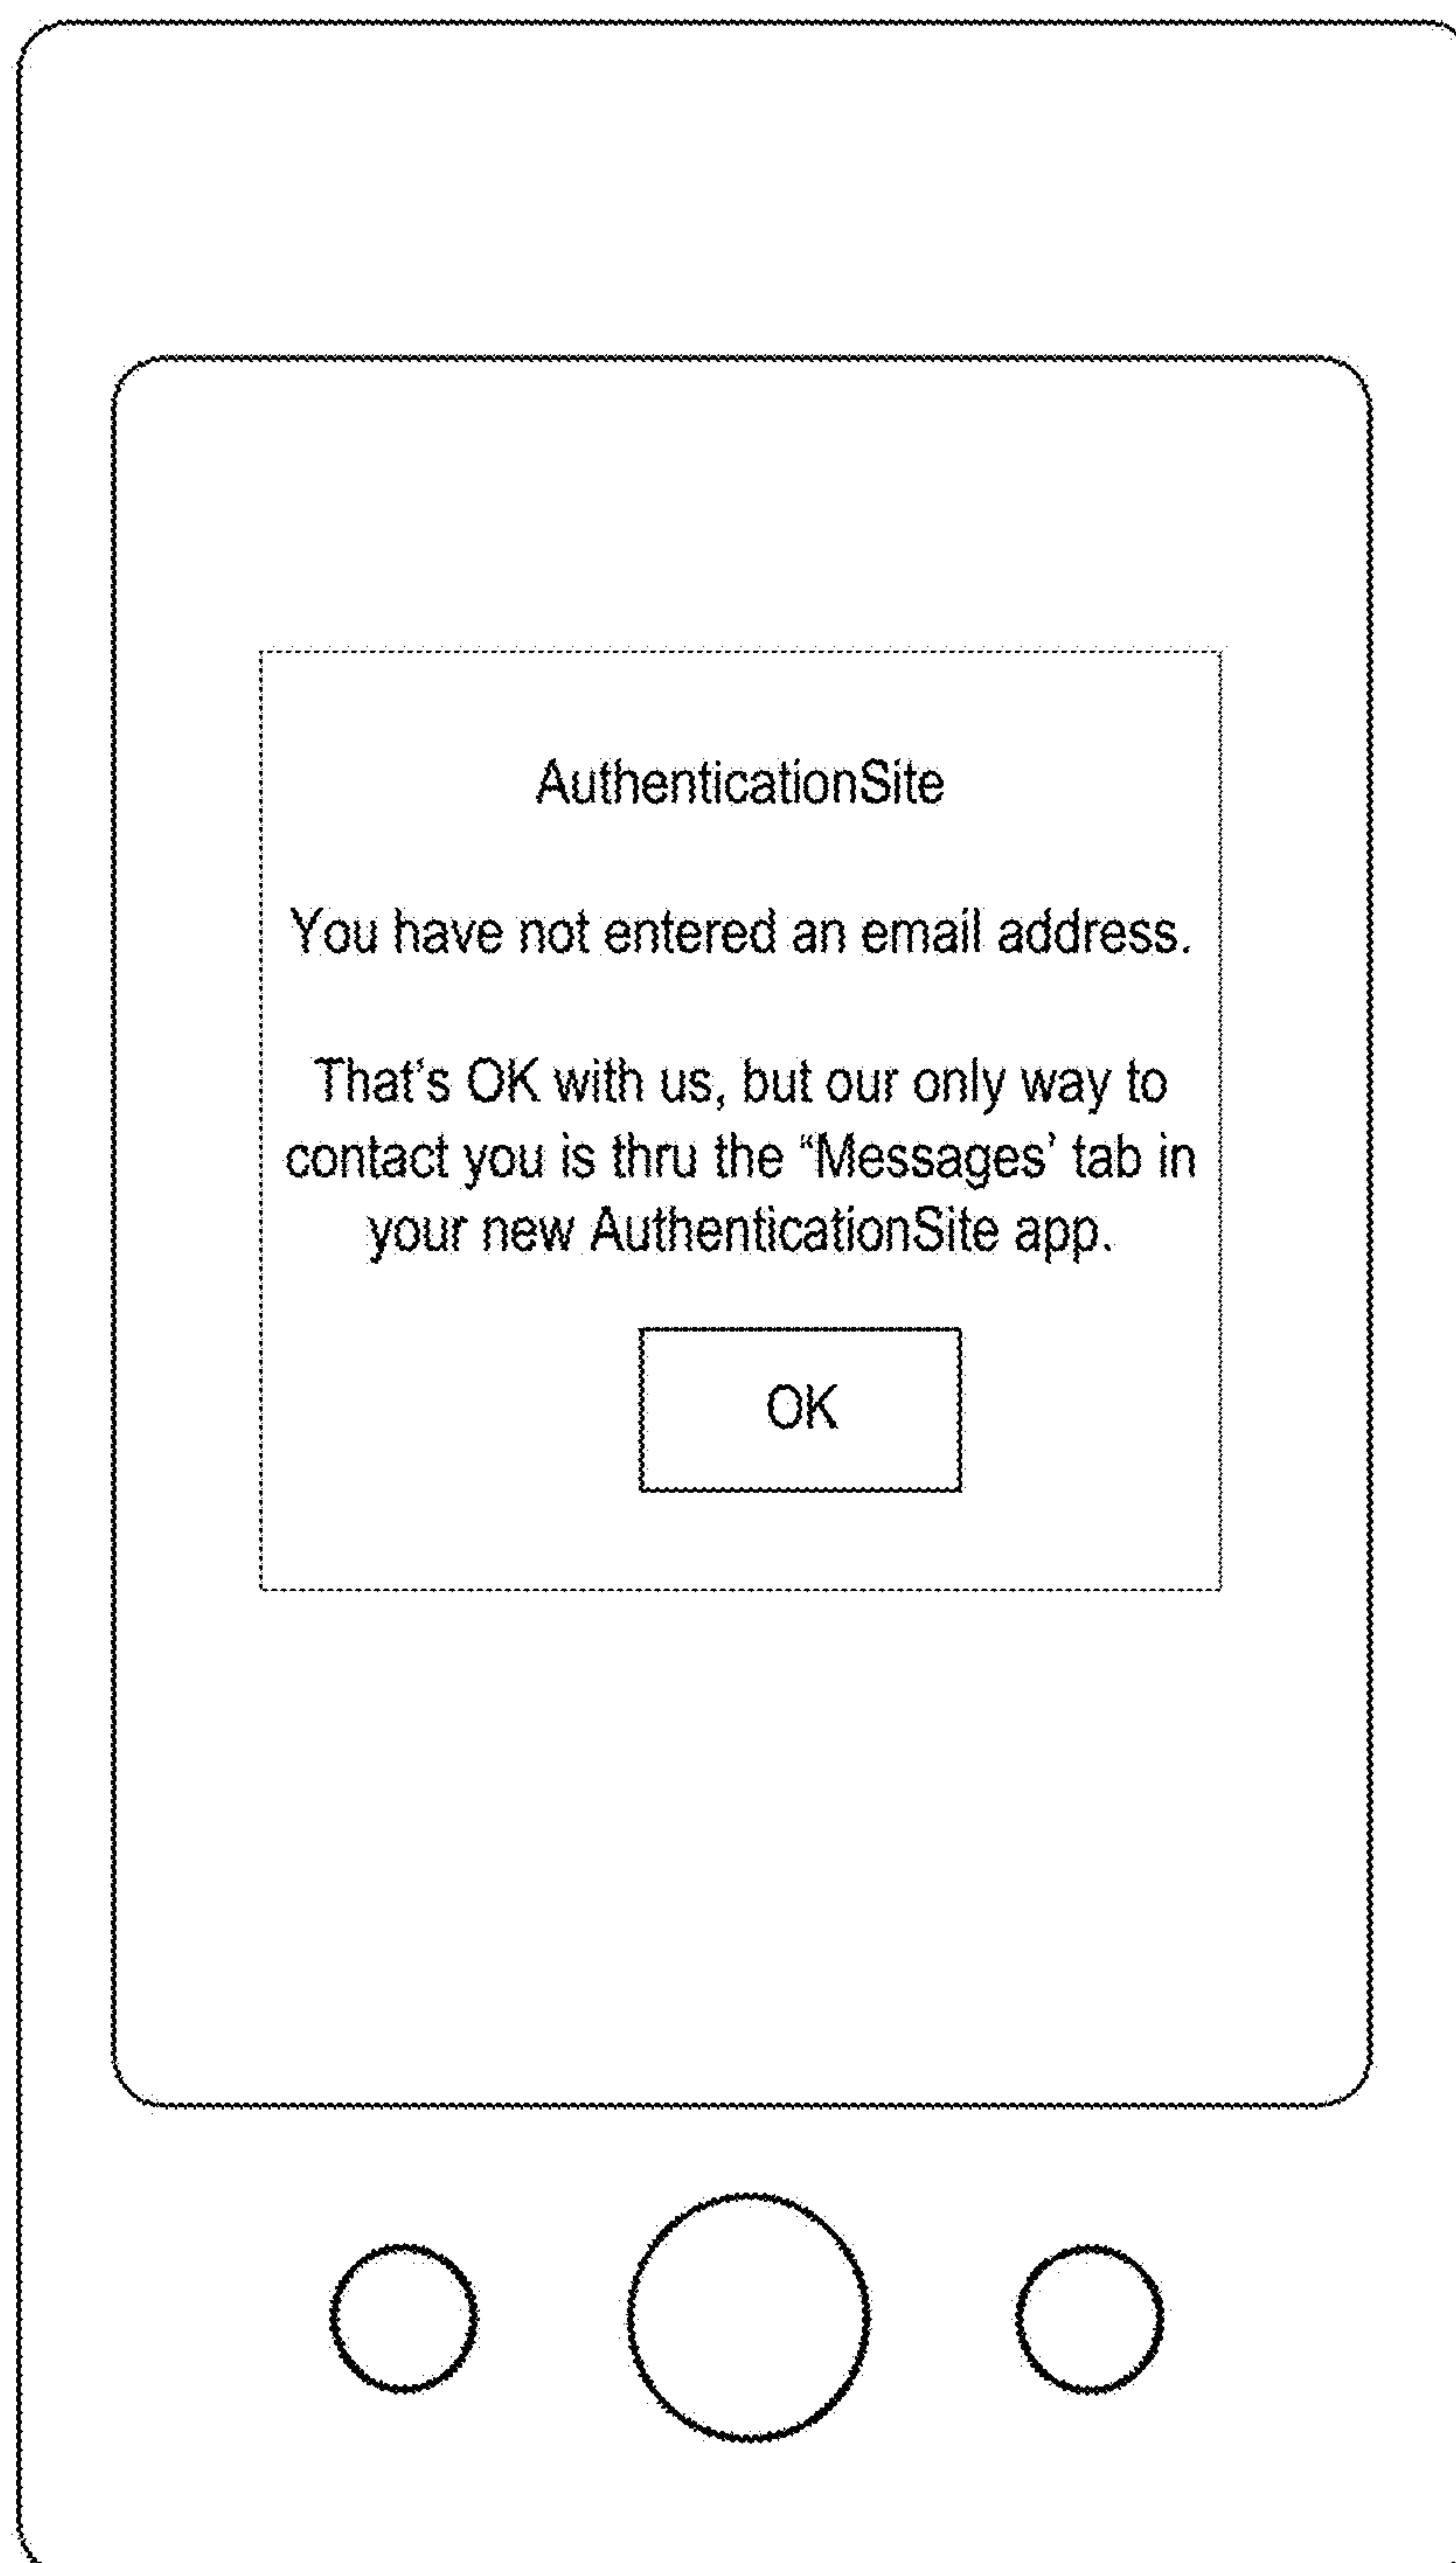 AuthenticationSite
You have not entered an email address.
That's OK with us, but our only way to
contact you is thru the “Messages’ tab in
your new AuthenticationSite app.
OK